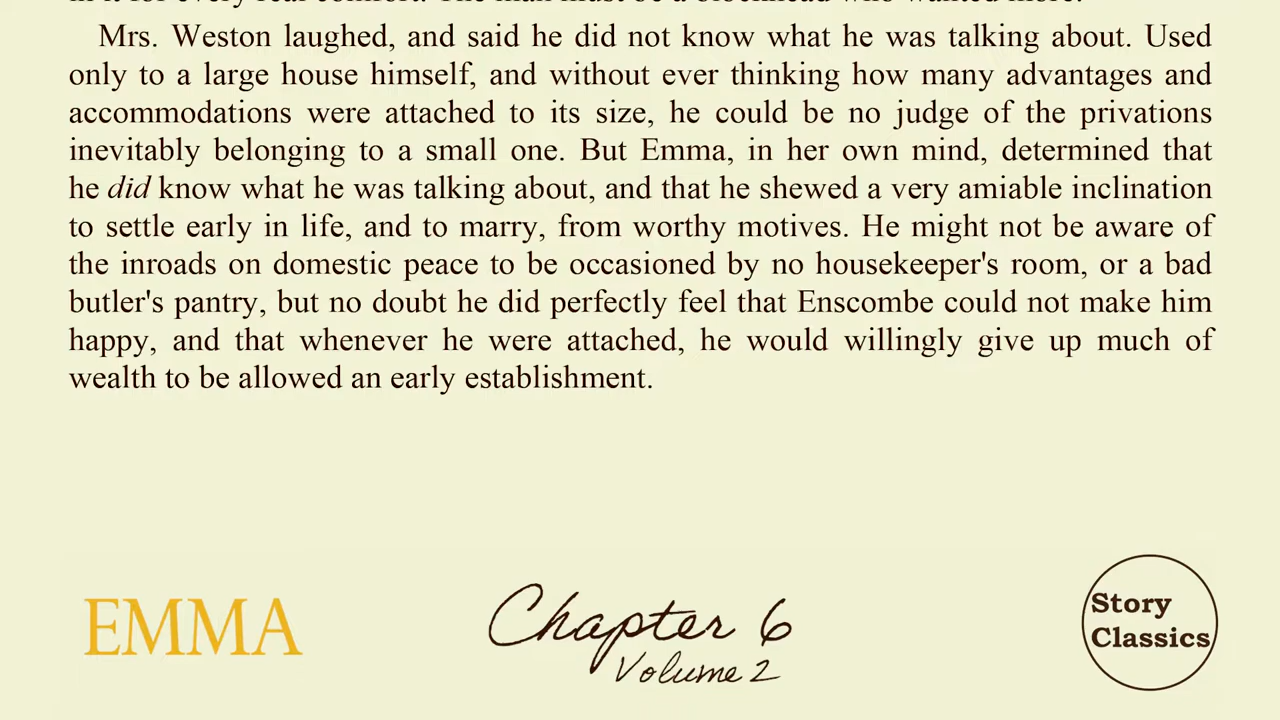 Mrs. Weston laughed, and said he did not know what he was talking about. Used
only to a large house himself, and without ever thinking how many advantages and
accommodations were attached to its size, he could be no judge of the privations
inevitably belonging to a small one. But Emma, in her own mind, determined that
he did know what he was talking about, and that he shewed a very amiable inclination
to settle early in life, and to marry, from worthy motives. He might not be aware of
the inroads on domestic peace to be occasioned by no housekeeper's room, or a bad
butler's pantry, but no doubt he did perfectly feel that Enscombe could not make him
happy, and that whenever he were attached, he would willingly give up much of
wealth to be allowed an early establishment.
EMMA
Chapter 6
Volume 2
Story
Classics